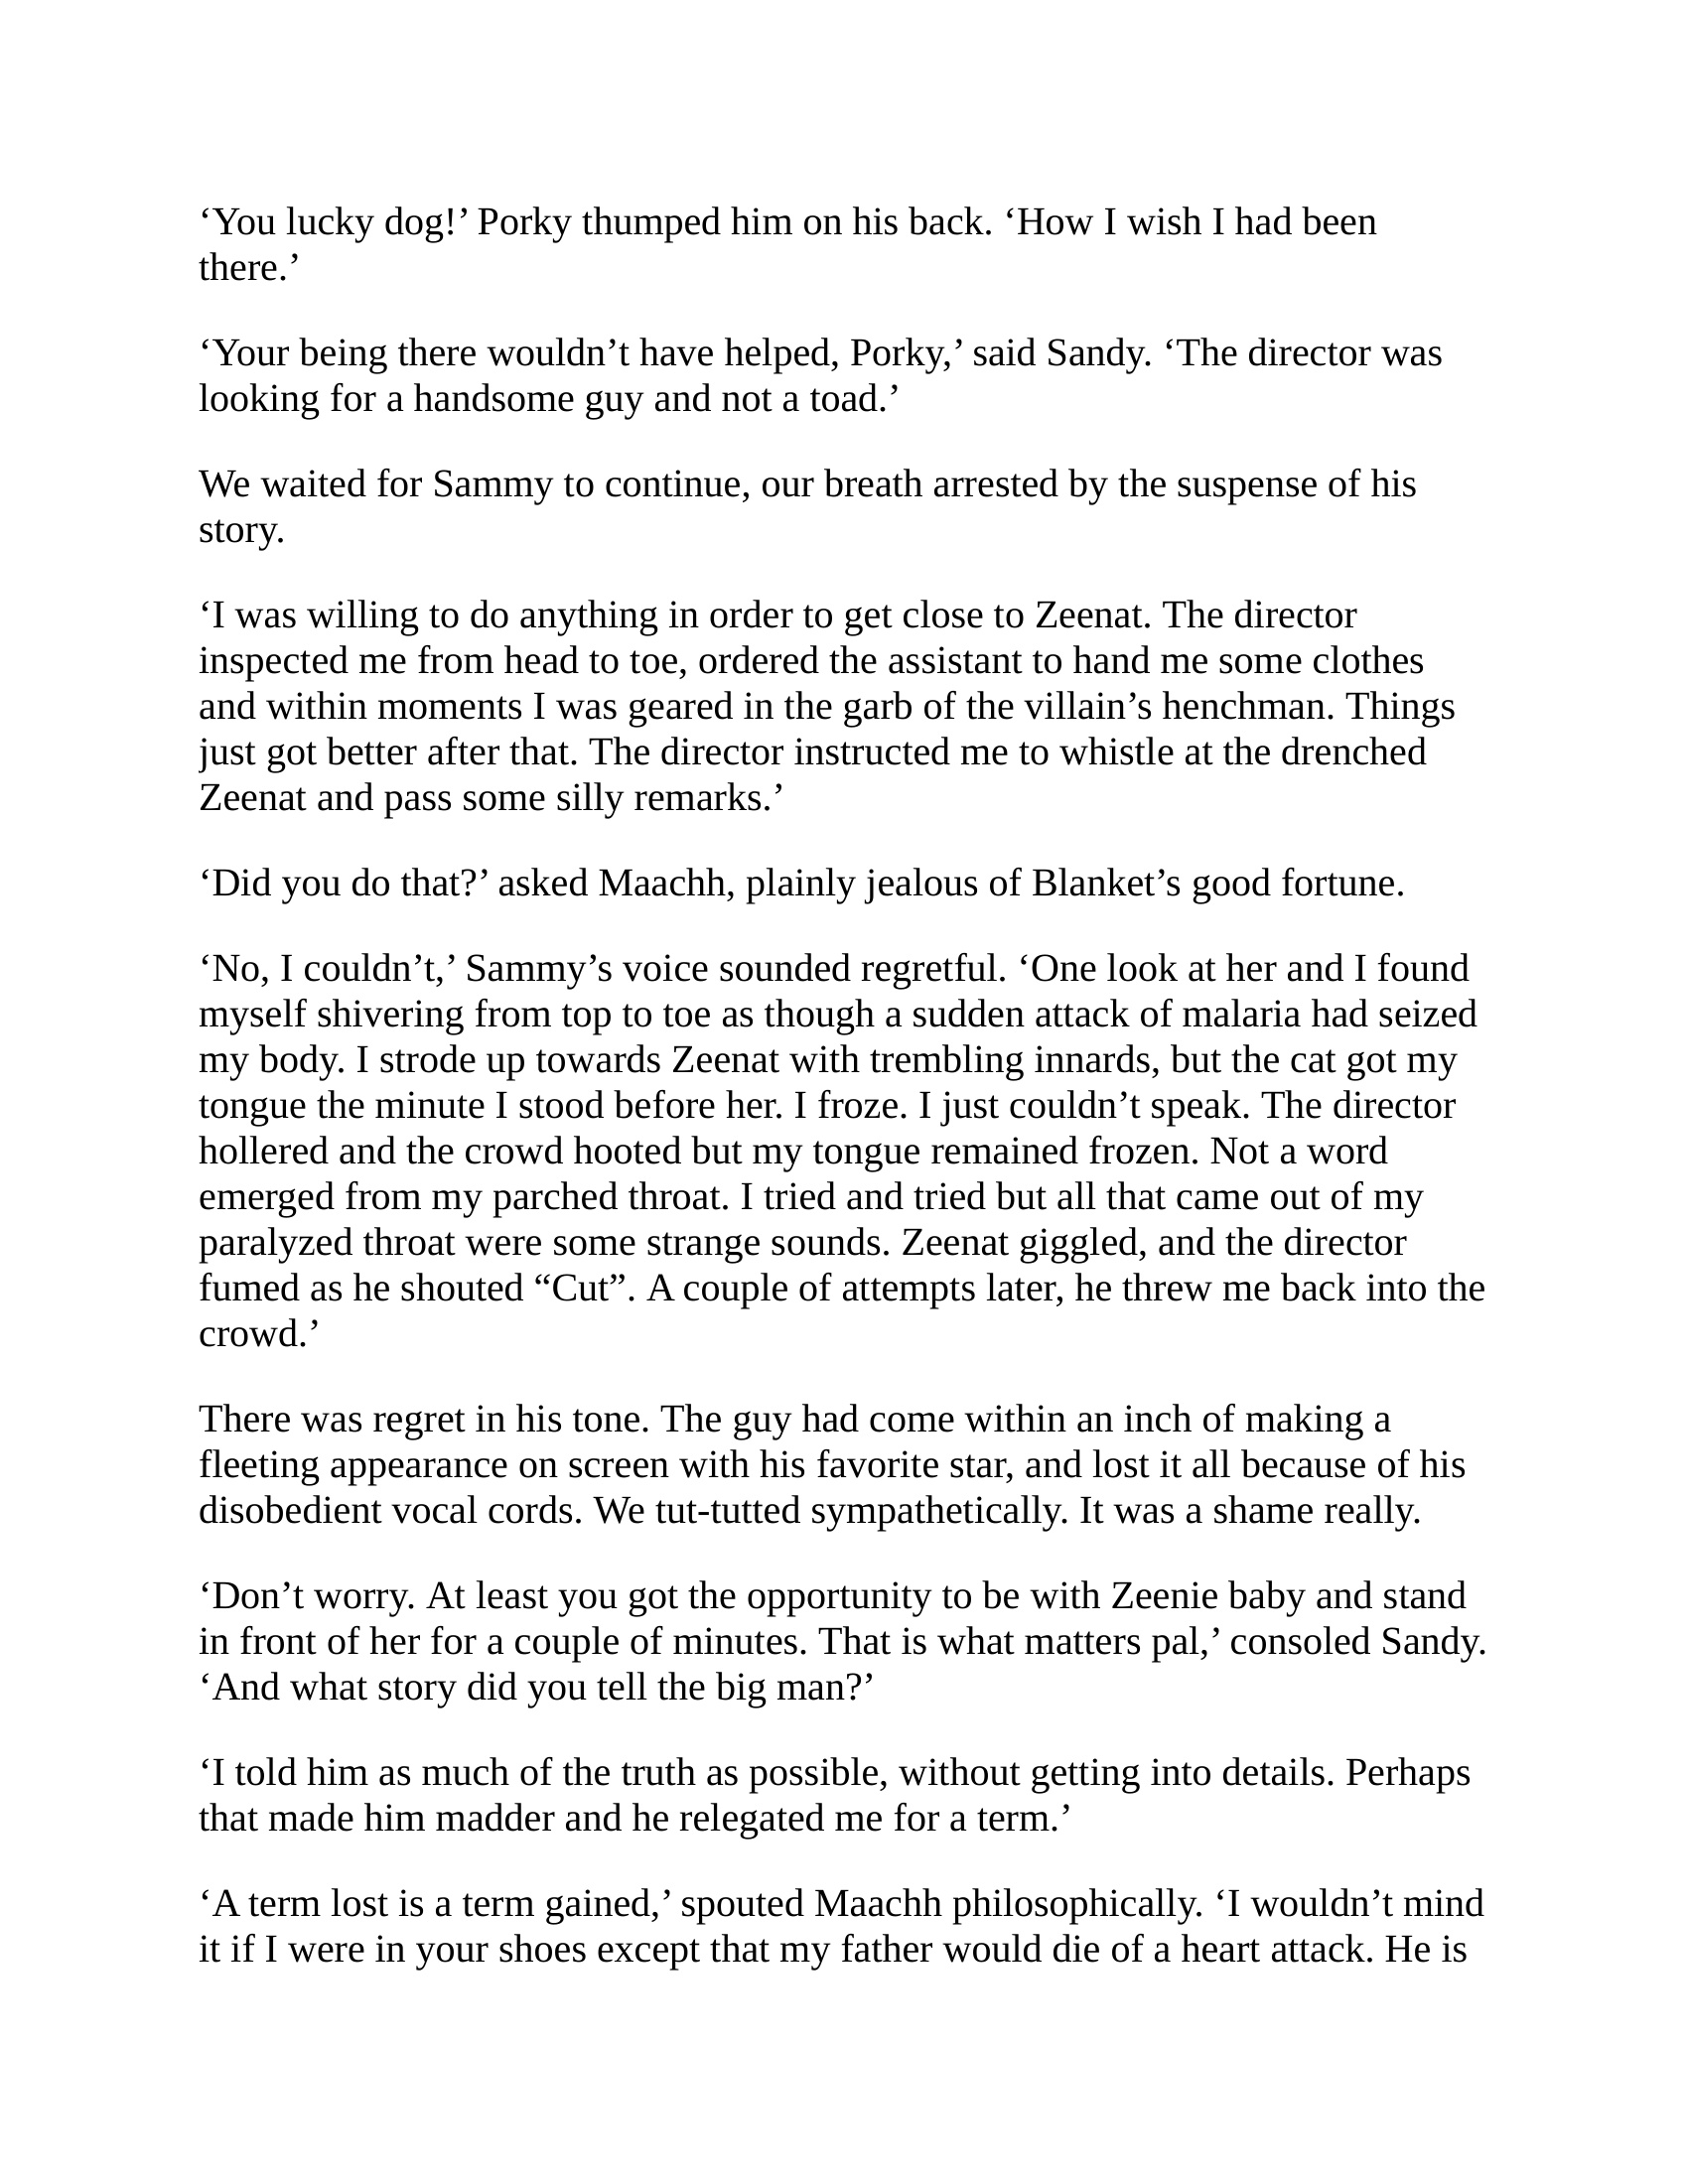 ‘You lucky dog!’ Porky thumped him on his back. ‘How I wish I had been
there.’
‘Your being there wouldn’t have helped, Porky,’ said Sandy. ‘The director was
looking for a handsome guy and not a toad.’
We waited for Sammy to continue, our breath arrested by the suspense of his
story.
‘I was willing to do anything in order to get close to Zeenat. The director
inspected me from head to toe, ordered the assistant to hand me some clothes
and within moments I was geared in the garb of the villain’s henchman. Things
just got better after that. The director instructed me to whistle at the drenched
Zeenat and pass some silly remarks.’
‘Did you do that?’ asked Maachh, plainly jealous of Blanket’s good fortune.
‘No, I couldn’t,’ Sammy’s voice sounded regretful. ‘One look at her and I found
myself shivering from top to toe as though a sudden attack of malaria had seized
my body. I strode up towards Zeenat with trembling innards, but the cat got my
tongue the minute I stood before her. I froze. I just couldn’t speak. The director
hollered and the crowd hooted but my tongue remained frozen. Not a word
emerged from my parched throat. I tried and tried but all that came out of my
paralyzed throat were some strange sounds. Zeenat giggled, and the director
fumed as he shouted “Cut”. A couple of attempts later, he threw me back into the
crowd.’
There was regret in his tone. The guy had come within an inch of making a
fleeting appearance on screen with his favorite star, and lost it all because of his
disobedient vocal cords. We tut-tutted sympathetically. It was a shame really.
‘Don’t worry. At least you got the opportunity to be with Zeenie baby and stand
in front of her for a couple of minutes. That is what matters pal,’ consoled Sandy.
‘And what story did you tell the big man?’
‘I told him as much of the truth as possible, without getting into details. Perhaps
that made him madder and he relegated me for a term.’
‘A term lost is a term gained,’ spouted Maachh philosophically. ‘I wouldn’t mind
it if I were in your shoes except that my father would die of a heart attack. He is